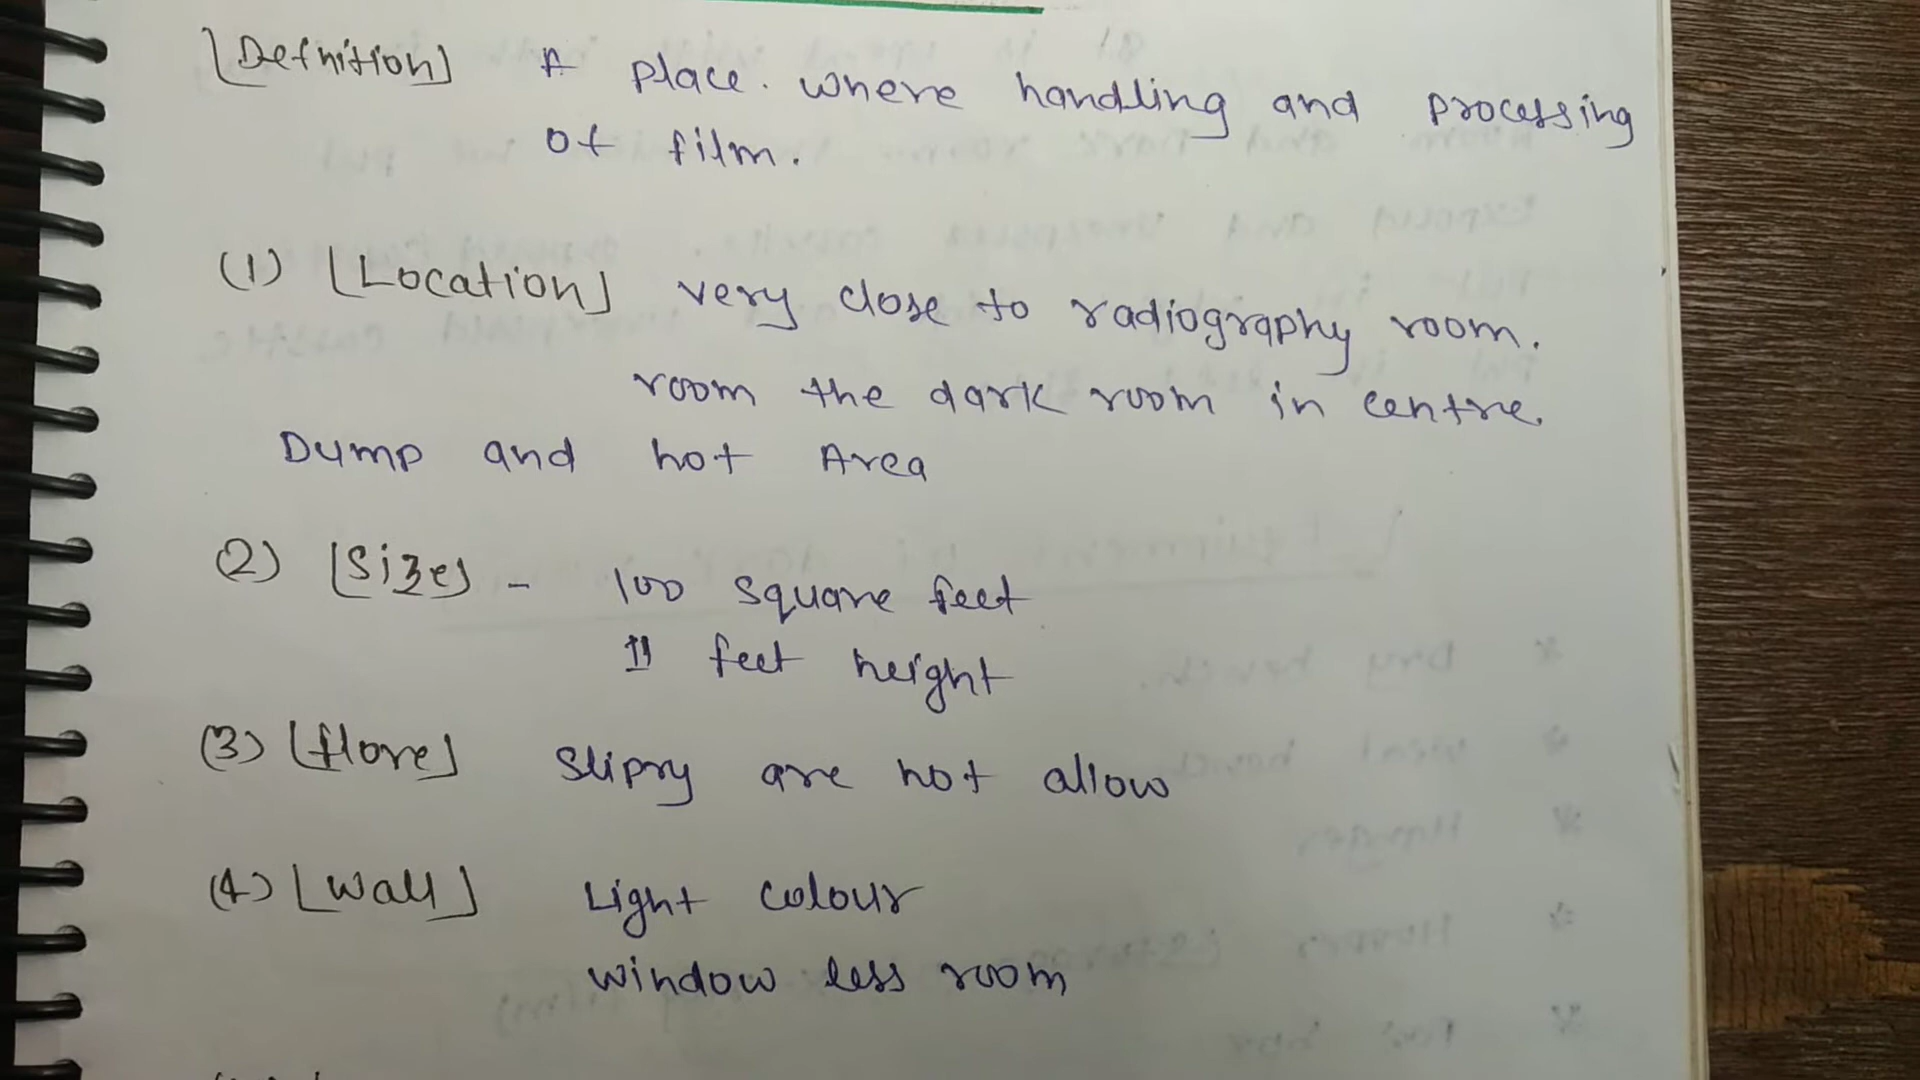 [Defnition] A place. where handling and processing
of film.
(1) [Location] very close to radiography room.
room the dark room in centre.
Dump and hot Area
(2) [Size] - 100 square feet
11 feet height
(3) [flore] Slipry are not allow
(4) [Wall] Light colour
window less room